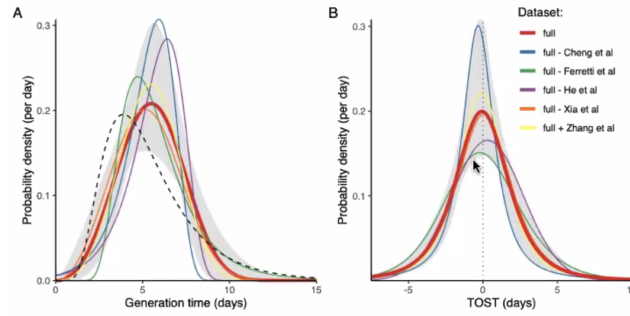 A
Probability density (per day)
0.3
0.2
0.1
0.0
0
5
10
15
Generation time (days)
B
Probability density (per day)
0.3
0.2
0.1
-5
0
5
1
TOST (days)
Dataset:
full
full - Cheng et al
full - Ferretti et al
full - He et al
full - Xia et al
full + Zhang et al